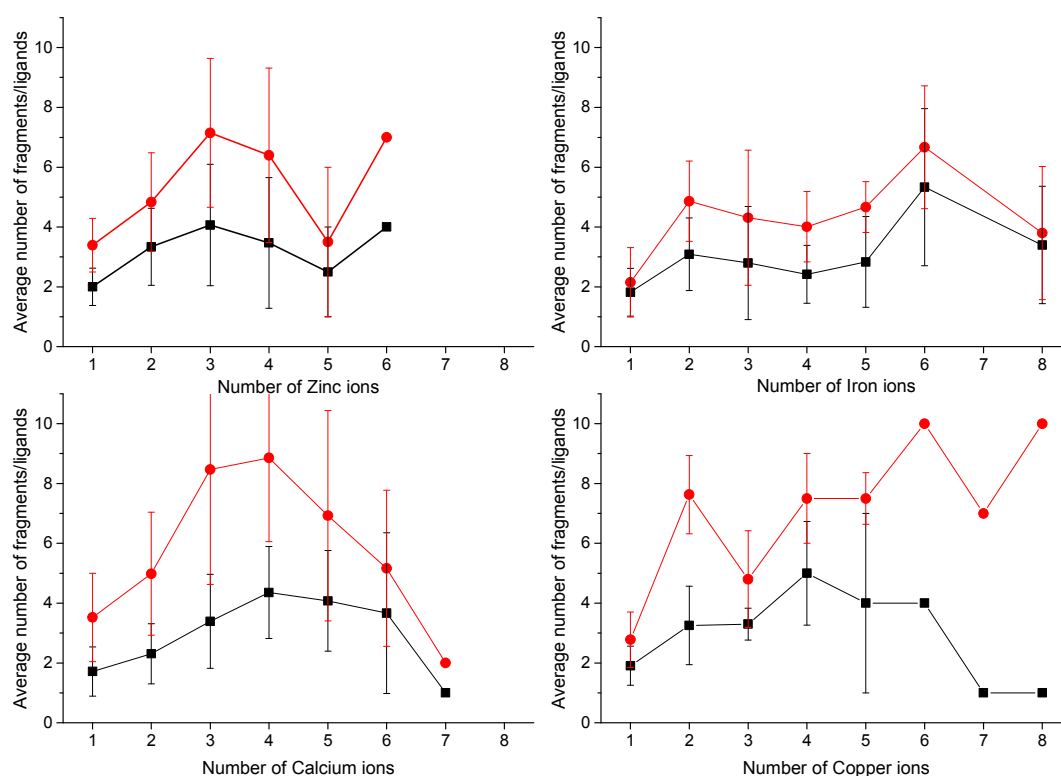 Average number of fragments/ligands
10
8
6
4
2
0
1 2 3 4 5 6 7 8
Number of Zinc ions
Average number of fragments/ligands
10
8
6
4
2
0
1 2 3 4 5 6 7 8
Number of Iron ions
Average number of fragments/ligands
10
8
6
4
2
0
1 2 3 4 5 6 7 8
Number of Calcium ions
Average number of fragments/ligands
10
8
6
4
2
0
1 2 3 4 5 6 7 8
Number of Copper ions